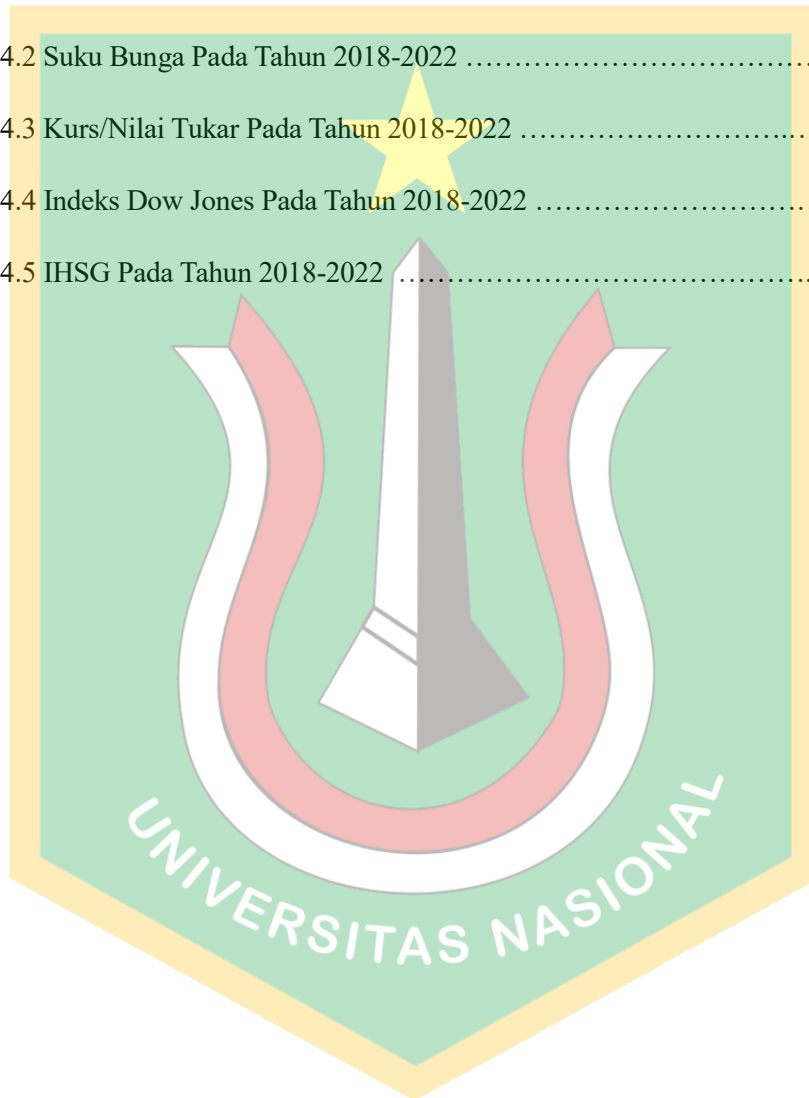 4.2 Suku Bunga Pada Tahun 2018-2022 ……………………………….
4.3 Kurs/Nilai Tukar Pada Tahun 2018-2022 ……………………….….
4.4 Indeks Dow Jones Pada Tahun 2018-2022 …………………………
4.5 IHSG Pada Tahun 2018-2022 ……………………………………….
UNIVERSITAS NASIONAL